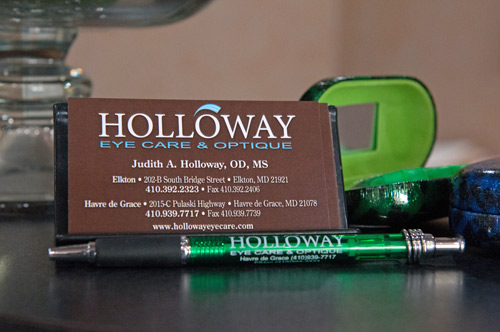 HOLLOWAY
EYE CARE & OPTIQUE
Judith A. Holloway, OD, MS
Elkton • 202-B South Bridge Street • Elkton, MD 21921
410.392.2323 • Fax 410.392.2406
Havre de Grace • 2015-C Pulaski Highway • Havre de Grace, MD 21078
410.939.7717 • Fax 410.939.7739
www.hollowayeyecare.com
HOLLOWAY
EYE CARE & OPTIQUE
Havre de Grace (410)939-7717